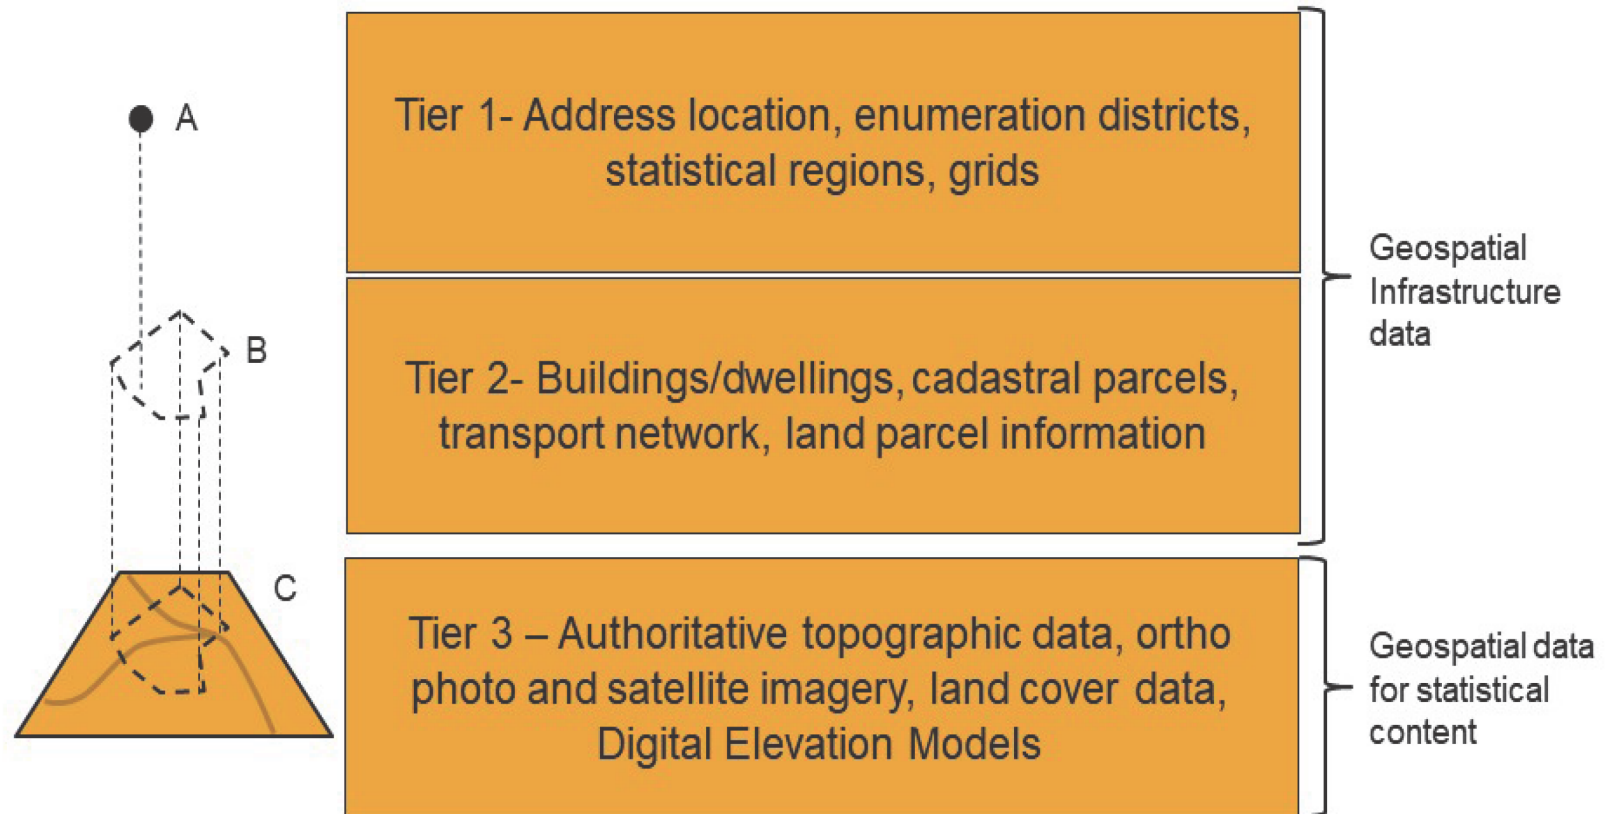 A
Tier 1- Address location, enumeration districts,
statistical regions, grids
Geospatial
Infrastructure
data
B
Tier 2- Buildings/dwellings, cadastral parcels,
transport network, land parcel information
C
Tier 3 – Authoritative topographic data, ortho
photo and satellite imagery, land cover data,
Digital Elevation Models
Geospatial data
for statistical
content